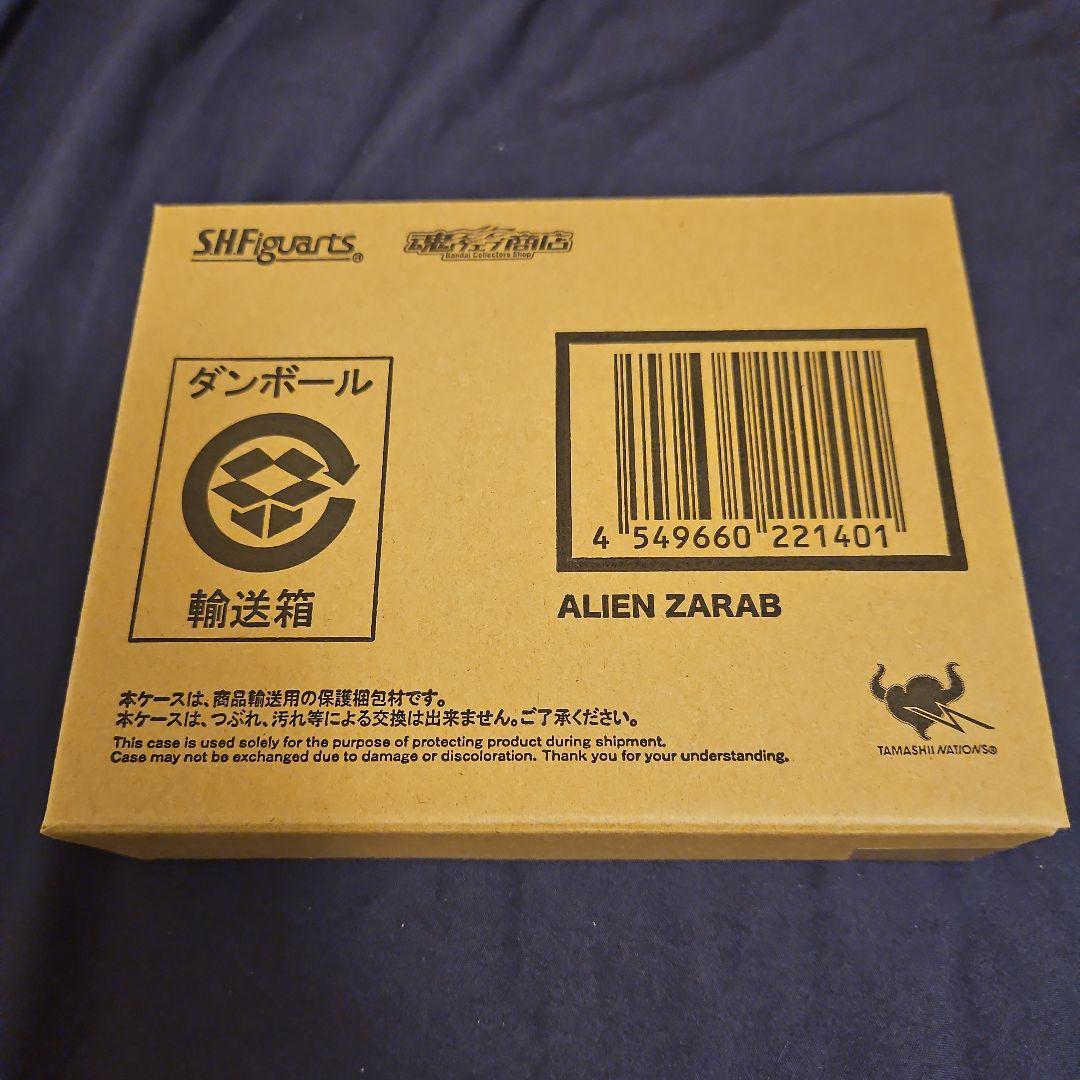 S.H.Figuarts®
魂ウェブ商店
Bandai Collectors Shop
ダンボール
輸送箱
4 549660 221401
ALIEN ZARAB
本ケースは、商品輸送用の保護梱包材です。
本ケースは、つぶれ、汚れ等による交換は出来ません。ご了承ください。
This case is used solely for the purpose of protecting product during shipment.
Case may not be exchanged due to damage or discoloration. Thank you for your understanding.
TAMASHII NATIONS®